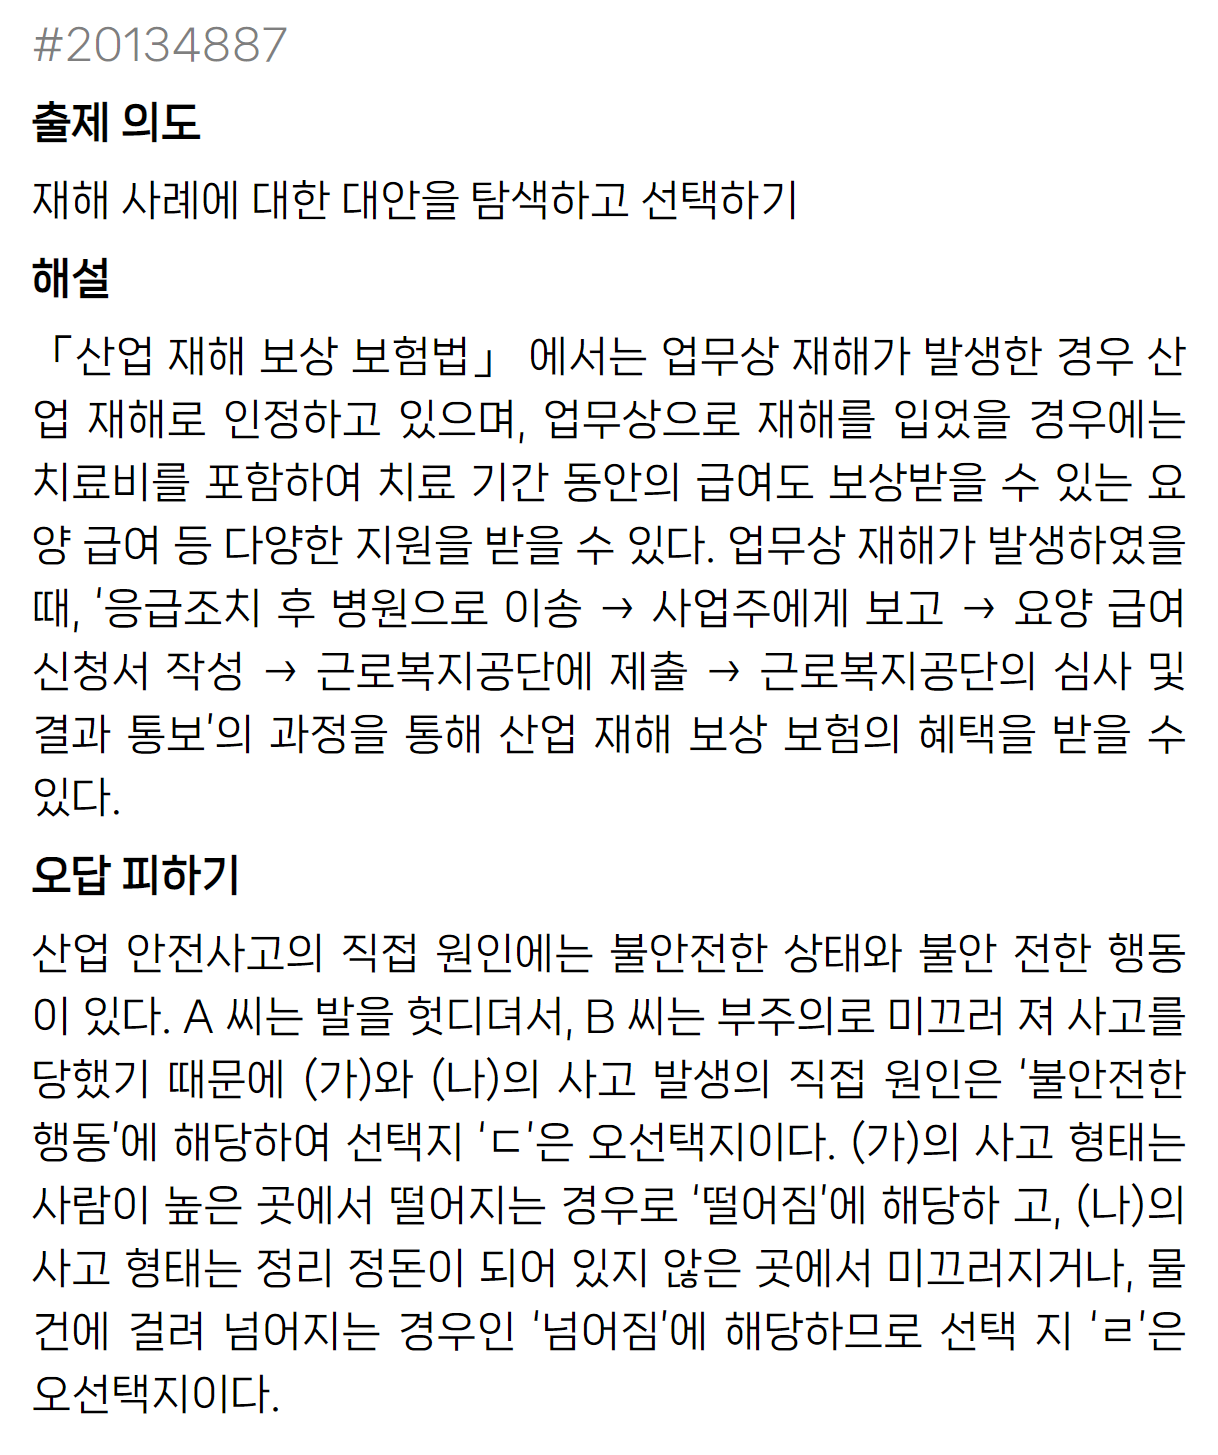 #20134887
출제 의도
재해 사례에 대한 대안을 탐색하고 선택하기
해설
「산업 재해 보상 보험법」 에서는 업무상 재해가 발생한 경우 산
업 재해로 인정하고 있으며, 업무상으로 재해를 입었을 경우에는
치료비를 포함하여 치료 기간 동안의 급여도 보상받을 수 있는 요
양 급여 등 다양한 지원을 받을 수 있다. 업무상 재해가 발생하였을
때, '응급조치 후 병원으로 이송 → 사업주에게 보고 → 요양 급여
신청서 작성 → 근로복지공단에 제출 → 근로복지공단의 심사 및
결과 통보'의 과정을 통해 산업 재해 보상 보험의 혜택을 받을 수
있다.
오답 피하기
산업 안전사고의 직접 원인에는 불안전한 상태와 불안 전한 행동
이 있다. A 씨는 발을 헛디뎌서, B 씨는 부주의로 미끄러 져 사고를
당했기 때문에 (가)와 (나)의 사고 발생의 직접 원인은 '불안전한
행동'에 해당하여 선택지 'ㄷ'은 오선택지이다. (가)의 사고 형태는
사람이 높은 곳에서 떨어지는 경우로 '떨어짐'에 해당하 고, (나)의
사고 형태는 정리 정돈이 되어 있지 않은 곳에서 미끄러지거나, 물
건에 걸려 넘어지는 경우인 '넘어짐'에 해당하므로 선택 지 'ㄹ'은
오선택지이다.